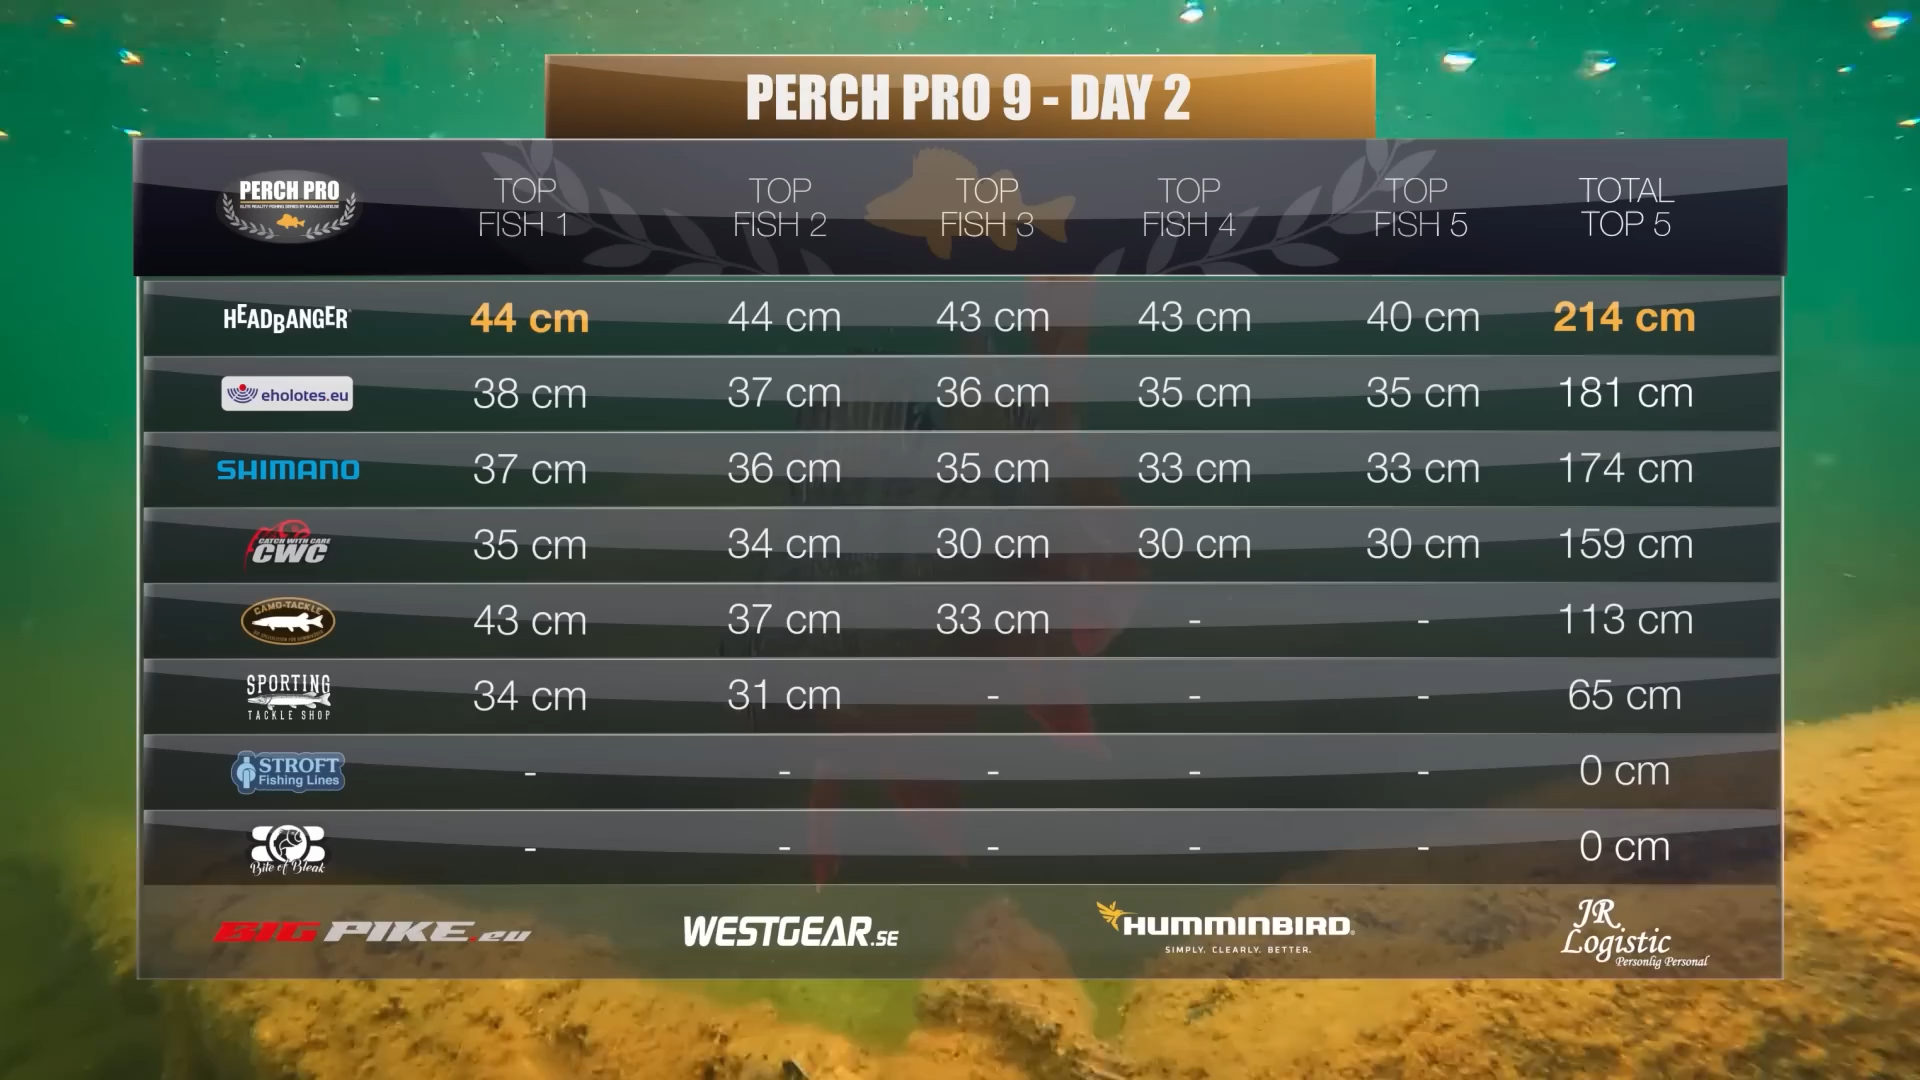 PERCH PRO 9 - DAY 2
PERCH PRO
TOP FISH 1
TOP FISH 2
TOP FISH 3
TOP FISH 4
TOP FISH 5
TOTAL TOP 5
HEADBANGER 44 cm 44 cm 43 cm 43 cm 40 cm 214 cm
eholotes.eu 38 cm 37 cm 36 cm 35 cm 35 cm 181 cm
SHIMANO 37 cm 36 cm 35 cm 33 cm 33 cm 174 cm
CATCH WITH CARE
CWC 35 cm 34 cm 30 cm 30 cm 30 cm 159 cm
CAMO-TACKLE 43 cm 37 cm 33 cm - - 113 cm
SPORTING
TACKLE SHOP 34 cm 31 cm - - - 65 cm
STROFT
Fishing Lines - - - - - 0 cm
Bite of Bleak - - - - - 0 cm
BIG PIKE.eu
WESTGEAR.SE
HUMMINBIRD
SIMPLY. CLEARLY. BETTER.
JR
Logistic
Personlig Personal